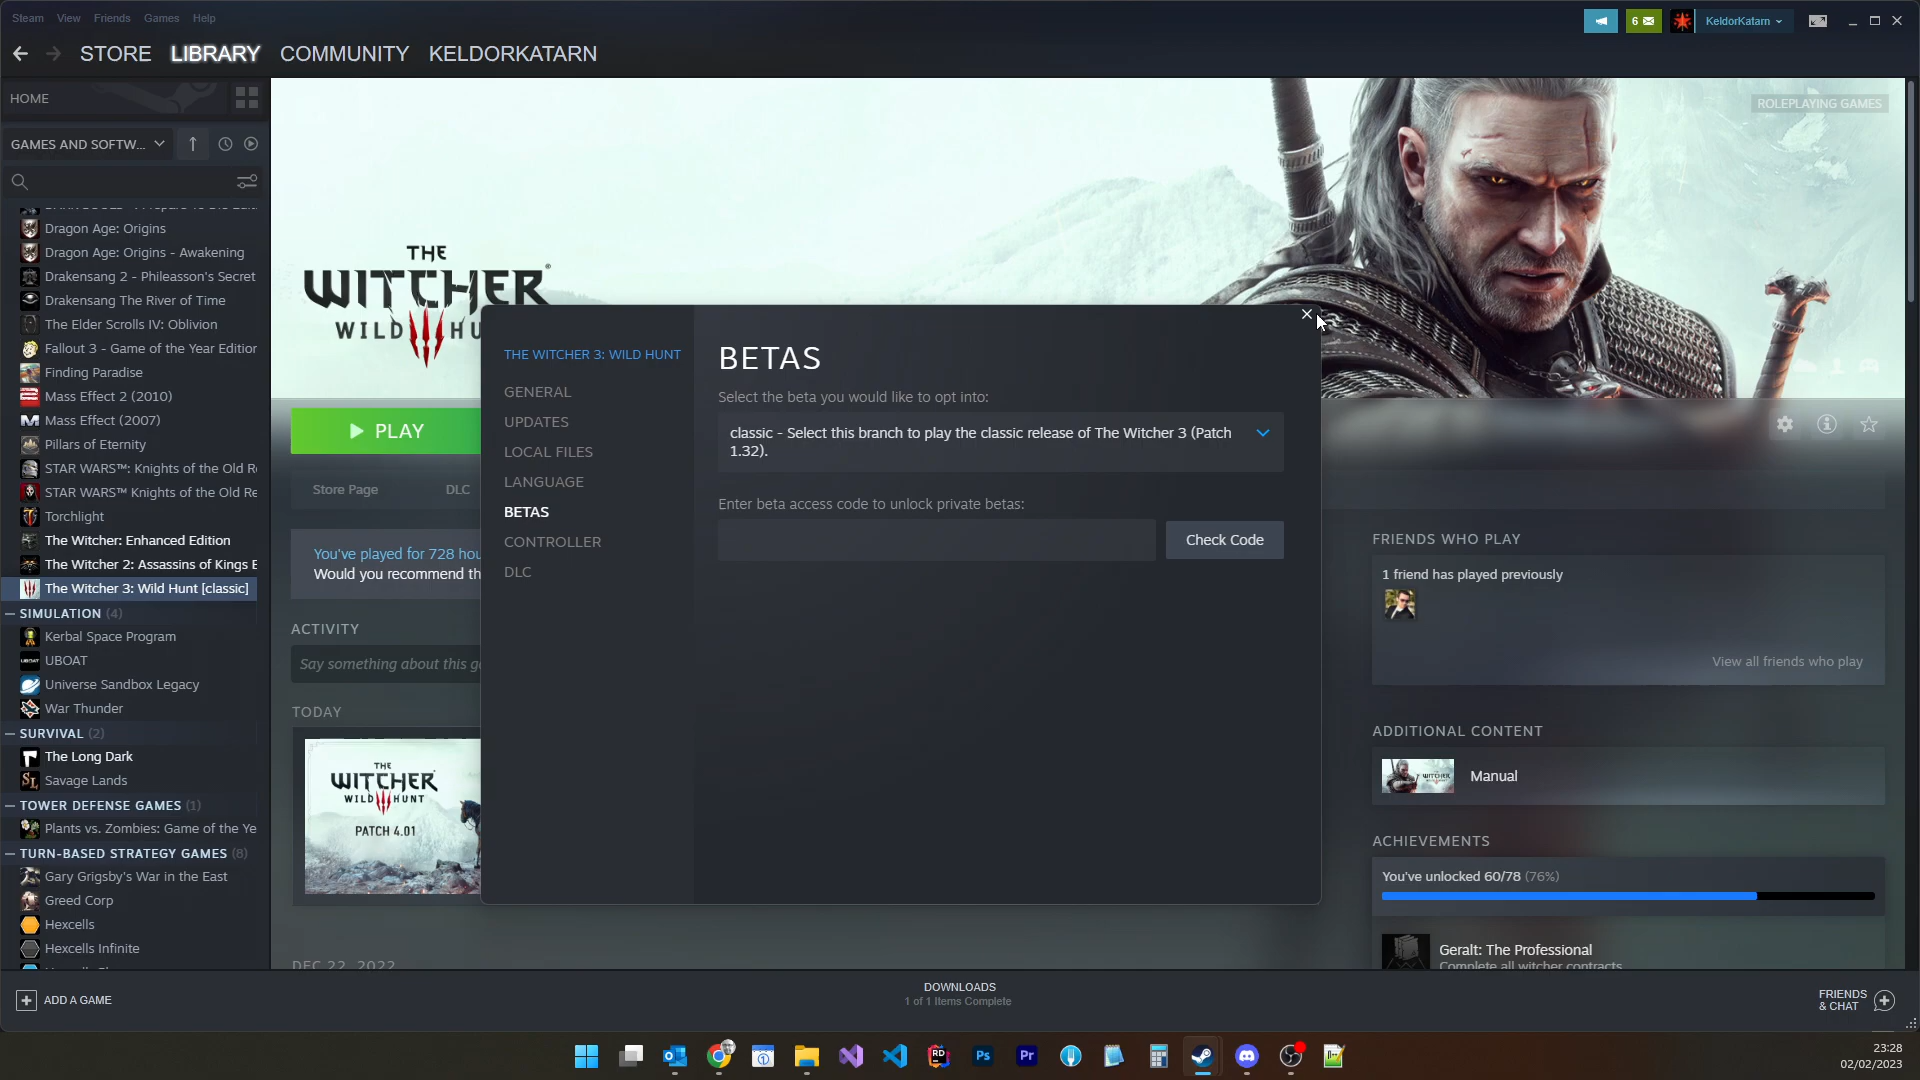 Steam View Friends Games Help
6
KeldorKatarn
STORE LIBRARY COMMUNITY KELDORKATARN
HOME
GAMES AND SOFTW...
Dragon Age: Origins
Dragon Age: Origins - Awakening
Drakensang 2 - Phileasson's Secret
Drakensang The River of Time
The Elder Scrolls IV: Oblivion
Fallout 3 - Game of the Year Edition
Finding Paradise
Mass Effect 2 (2010)
Mass Effect (2007)
Pillars of Eternity
STAR WARS™: Knights of the Old Re
STAR WARS™ Knights of the Old Re
Torchlight
The Witcher: Enhanced Edition
The Witcher 2: Assassins of Kings E
The Witcher 3: Wild Hunt [classic]
— SIMULATION (4)
Kerbal Space Program
UBOAT
Universe Sandbox Legacy
War Thunder
— SURVIVAL (2)
The Long Dark
Savage Lands
— TOWER DEFENSE GAMES (1)
Plants vs. Zombies: Game of the Ye
— TURN-BASED STRATEGY GAMES (8)
Gary Grigsby's War in the East
Greed Corp
Hexcells
Hexcells Infinite
ROLEPLAYING GAMES
THE
WITCHER®
WILD HU
PLAY
Store Page DLC
You've played for 728 hou
Would you recommend th
ACTIVITY
Say something about this ga
TODAY
THE
WITCHER
WILD HUNT
PATCH 4.01
DEC 22, 2022
THE WITCHER 3: WILD HUNT
GENERAL
UPDATES
LOCAL FILES
LANGUAGE
BETAS
CONTROLLER
DLC
BETAS
Select the beta you would like to opt into:
classic - Select this branch to play the classic release of The Witcher 3 (Patch
1.32).
Enter beta access code to unlock private betas:
Check Code
FRIENDS WHO PLAY
1 friend has played previously
View all friends who play
ADDITIONAL CONTENT
WITCHER
Manual
ACHIEVEMENTS
You've unlocked 60/78 (76%)
Geralt: The Professional
Complete all witcher contracts
ADD A GAME
DOWNLOADS
1 of 1 Items Complete
FRIENDS
& CHAT
RD
Ps
Pr
23:28
02/02/2023